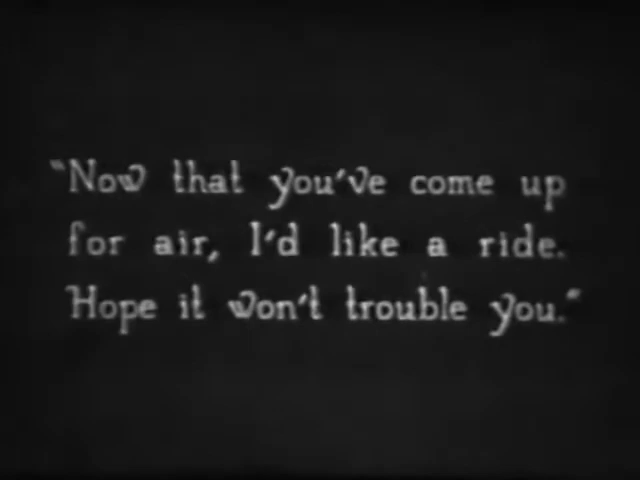 "Now that you've come up
for air, I'd like a ride.
Hope it won't trouble you."